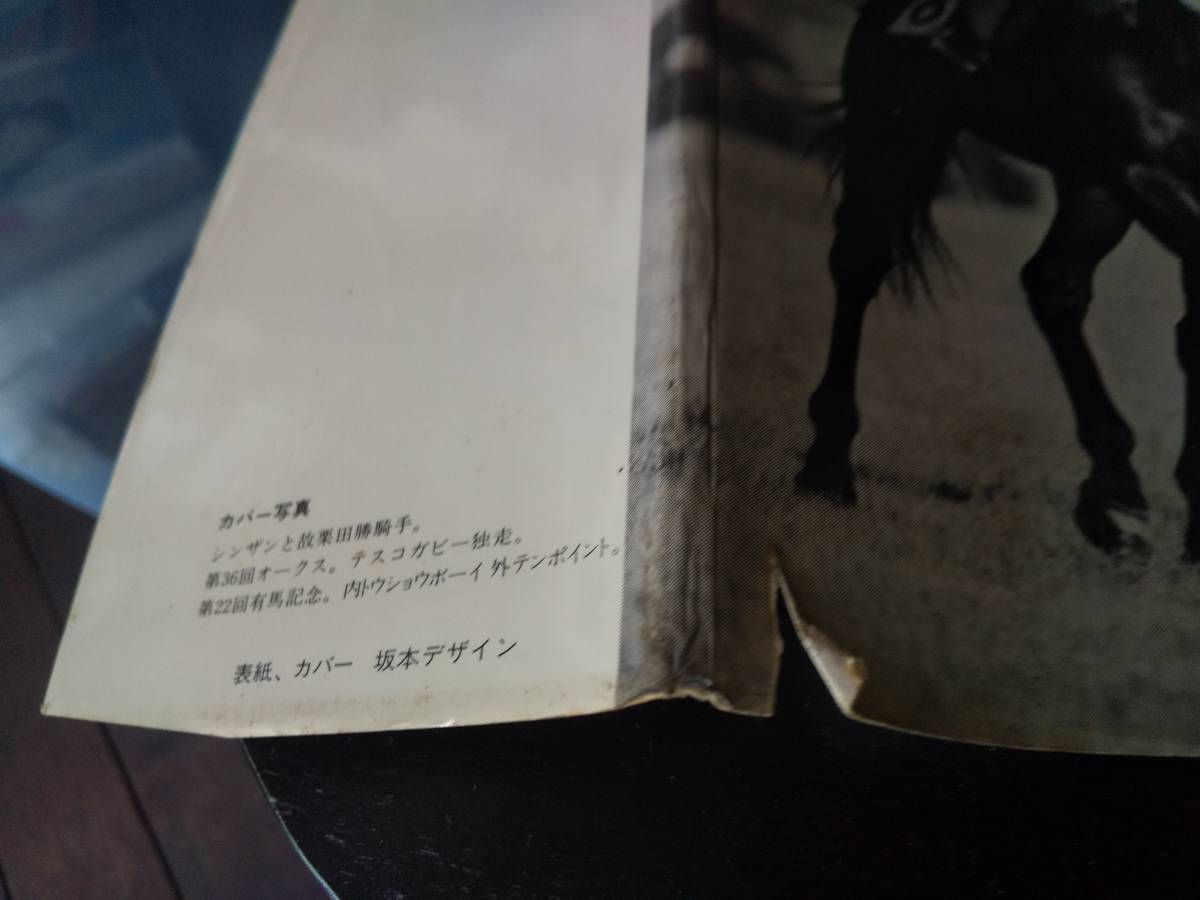 カバー写真
シンザンと故栗田勝騎手。
第36回オークス。テスコガビー独走。
第22回有馬記念。内トウショウボーイ 外テンポイント。
表紙、カバー 坂本デザイン